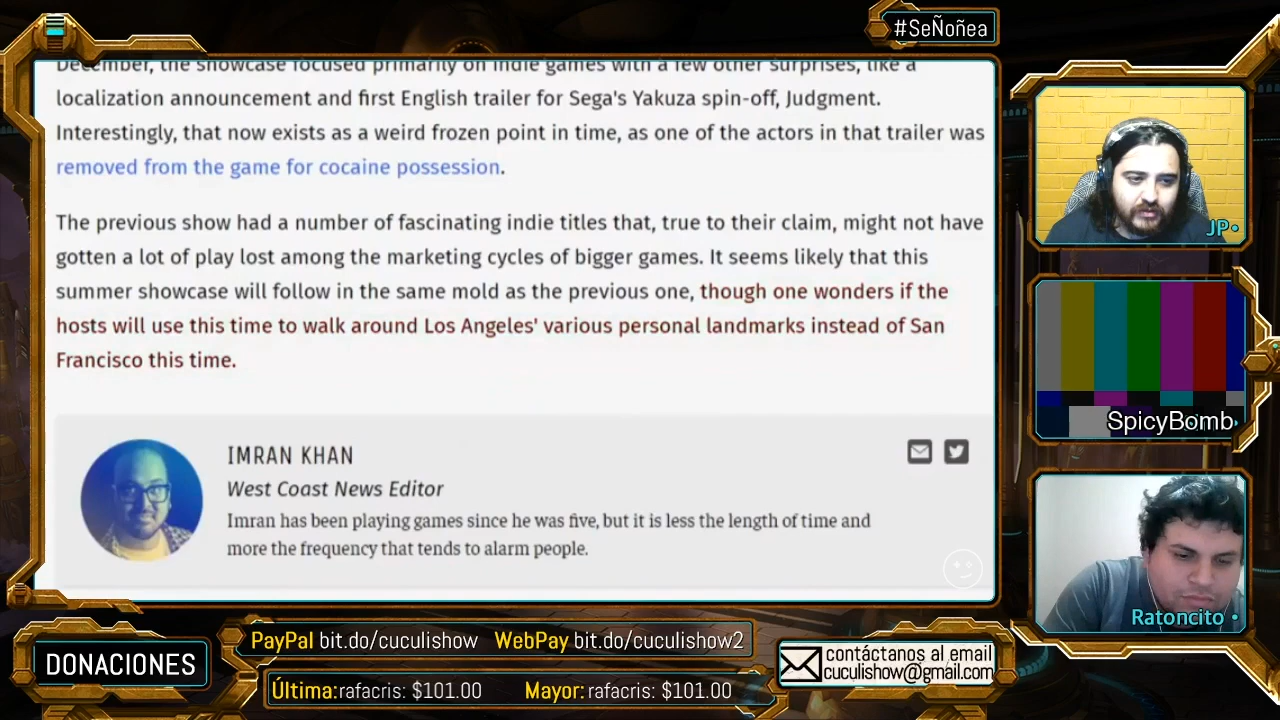 #SeÑoñea
December, the showcase focused primarily on indie games with a few other surprises, like a
localization announcement and first English trailer for Sega's Yakuza spin-off, Judgment.
Interestingly, that now exists as a weird frozen point in time, as one of the actors in that trailer was
removed from the game for cocaine possession.
The previous show had a number of fascinating indie titles that, true to their claim, might not have
gotten a lot of play lost among the marketing cycles of bigger games. It seems likely that this
summer showcase will follow in the same mold as the previous one, though one wonders if the
hosts will use this time to walk around Los Angeles' various personal landmarks instead of San
Francisco this time.
IMRAN KHAN
West Coast News Editor
Imran has been playing games since he was five, but it is less the length of time and
more the frequency that tends to alarm people.
JP
SpicyBomb
Ratoncito
DONACIONES
PayPal bit.do/cuculishow WebPay bit.do/cuculishow2
Última: rafacris: $101.00 Mayor: rafacris: $101.00
contáctanos al email
cuculishow@gmail.com